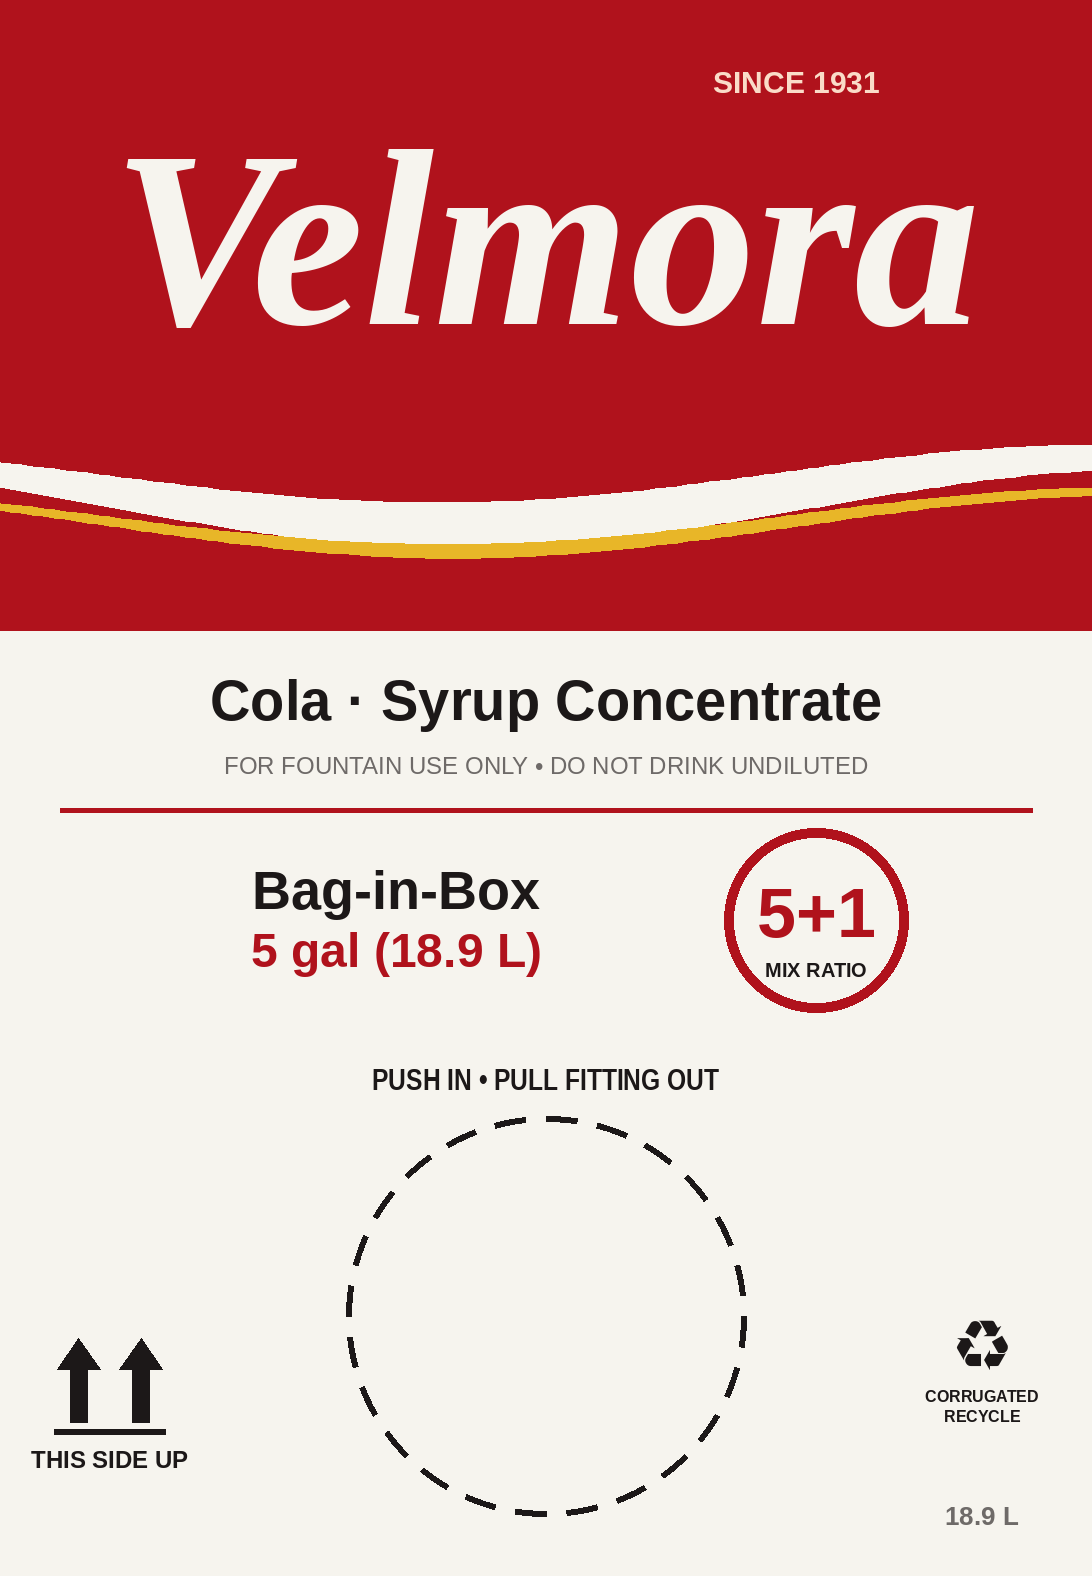 SINCE 1931
Velmora
Cola · Syrup Concentrate
FOR FOUNTAIN USE ONLY • DO NOT DRINK UNDILUTED
Bag-in-Box
5 gal (18.9 L)
5+1
MIX RATIO
PUSH IN • PULL FITTING OUT
THIS SIDE UP
CORRUGATED
RECYCLE
18.9 L